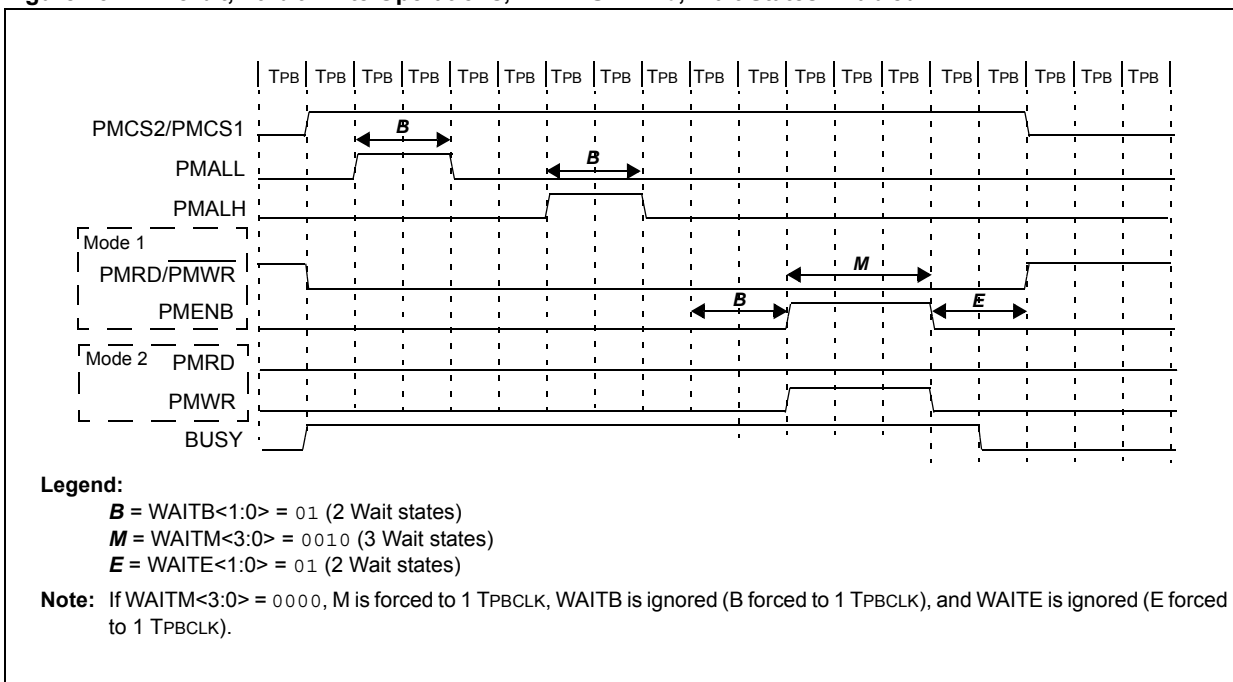 TPB TPB TPB TPB TPB TPB TPB TPB TPB TPB TPB TPB TPB TPB TPB TPB TPB TPB TPB
PMCS2/PMCS1
B
PMALL
B
PMALH
Mode 1
PMRD/PMWR
M
PMENB
B
E
Mode 2 PMRD
PMWR
BUSY
Legend:
B = WAITB<1:0> = 01 (2 Wait states)
M = WAITM<3:0> = 0010 (3 Wait states)
E = WAITE<1:0> = 01 (2 Wait states)
Note: If WAITM<3:0> = 0000, M is forced to 1 TPBCLK, WAITB is ignored (B forced to 1 TPBCLK), and WAITE is ignored (E forced
to 1 TPBCLK).